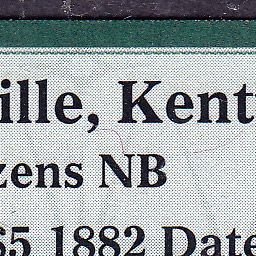 ille, Kent
zens NB
65 1882 Date